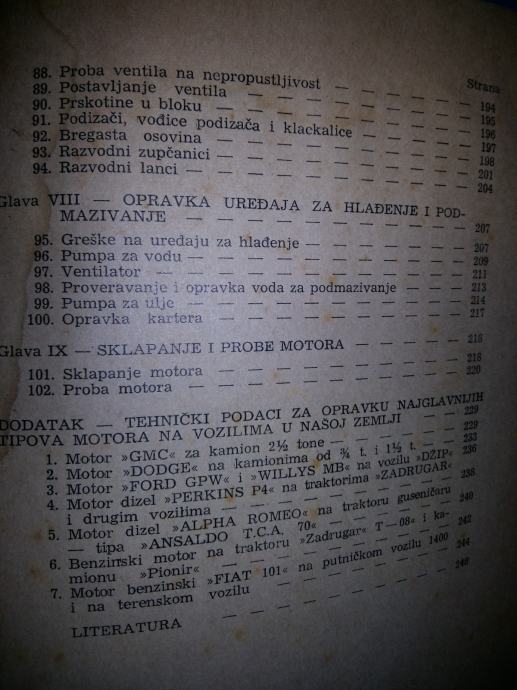 Strana
88. Proba ventila na nepropustljivost — — — — 194
89. Postavljanje ventila — — — — — — — 195
90. Prskotine u bloku — — — — — — — 196
91. Podizači, vođice podizača i klackalice — — — — 197
92. Bregasta osovina — — — — — — — 198
93. Razvodni zupčanici — — — — — — — 201
94. Razvodni lanci — — — — — — — 204
Glava VIII — OPRAVKA UREĐAJA ZA HLAĐENJE I POD-
MAZIVANJE — — — — — — — 207
95. Greške na uređaju za hlađenje — — — — — 207
96. Pumpa za vodu — — — — — — — 209
97. Ventilator — — — — — — — — 211
98. Proveravanje i opravka voda za podmazivanje — — — 213
99. Pumpa za ulje — — — — — — — 214
100. Opravka kartera — — — — — — — 217
Glava IX — SKLAPANJE I PROBE MOTORA — — — — 218
101. Sklapanje motora — — — — — — — 218
102. Proba motora — — — — — — — 220
DODATAK — TEHNIČKI PODACI ZA OPRAVKU NAJGLAVNIJIH
TIPOVA MOTORA NA VOZILIMA U NAŠOJ ZEMLJI — — 229
1. Motor »GMC« za kamion 2½ tone — — — — 229
2. Motor »DODGE« na kamionima od ¾ t. i 1½ t. — 233
3. Motor »FORD GPW« i »WILLYS MB« na vozilu »DŽIP« 236
4. Motor dizel »PERKINS P4« na traktorima »ZADRUGAR«
i drugim vozilima — — — — — — — 238
5. Motor dizel »ALPHA ROMEO« na traktoru guseničaru
— tipa »ANSALDO T.C.A. 70« — — — — 240
6. Benzinski motor na traktoru »Zadrugar« T—08« i ka-
mionu »Pionir« — — — — — — — 242
7. Motor benzinski »FIAT 101« na putničkom vozilu 1400
i na terenskom vozilu — — — — — — 244
LITERATURA — — — — — — —